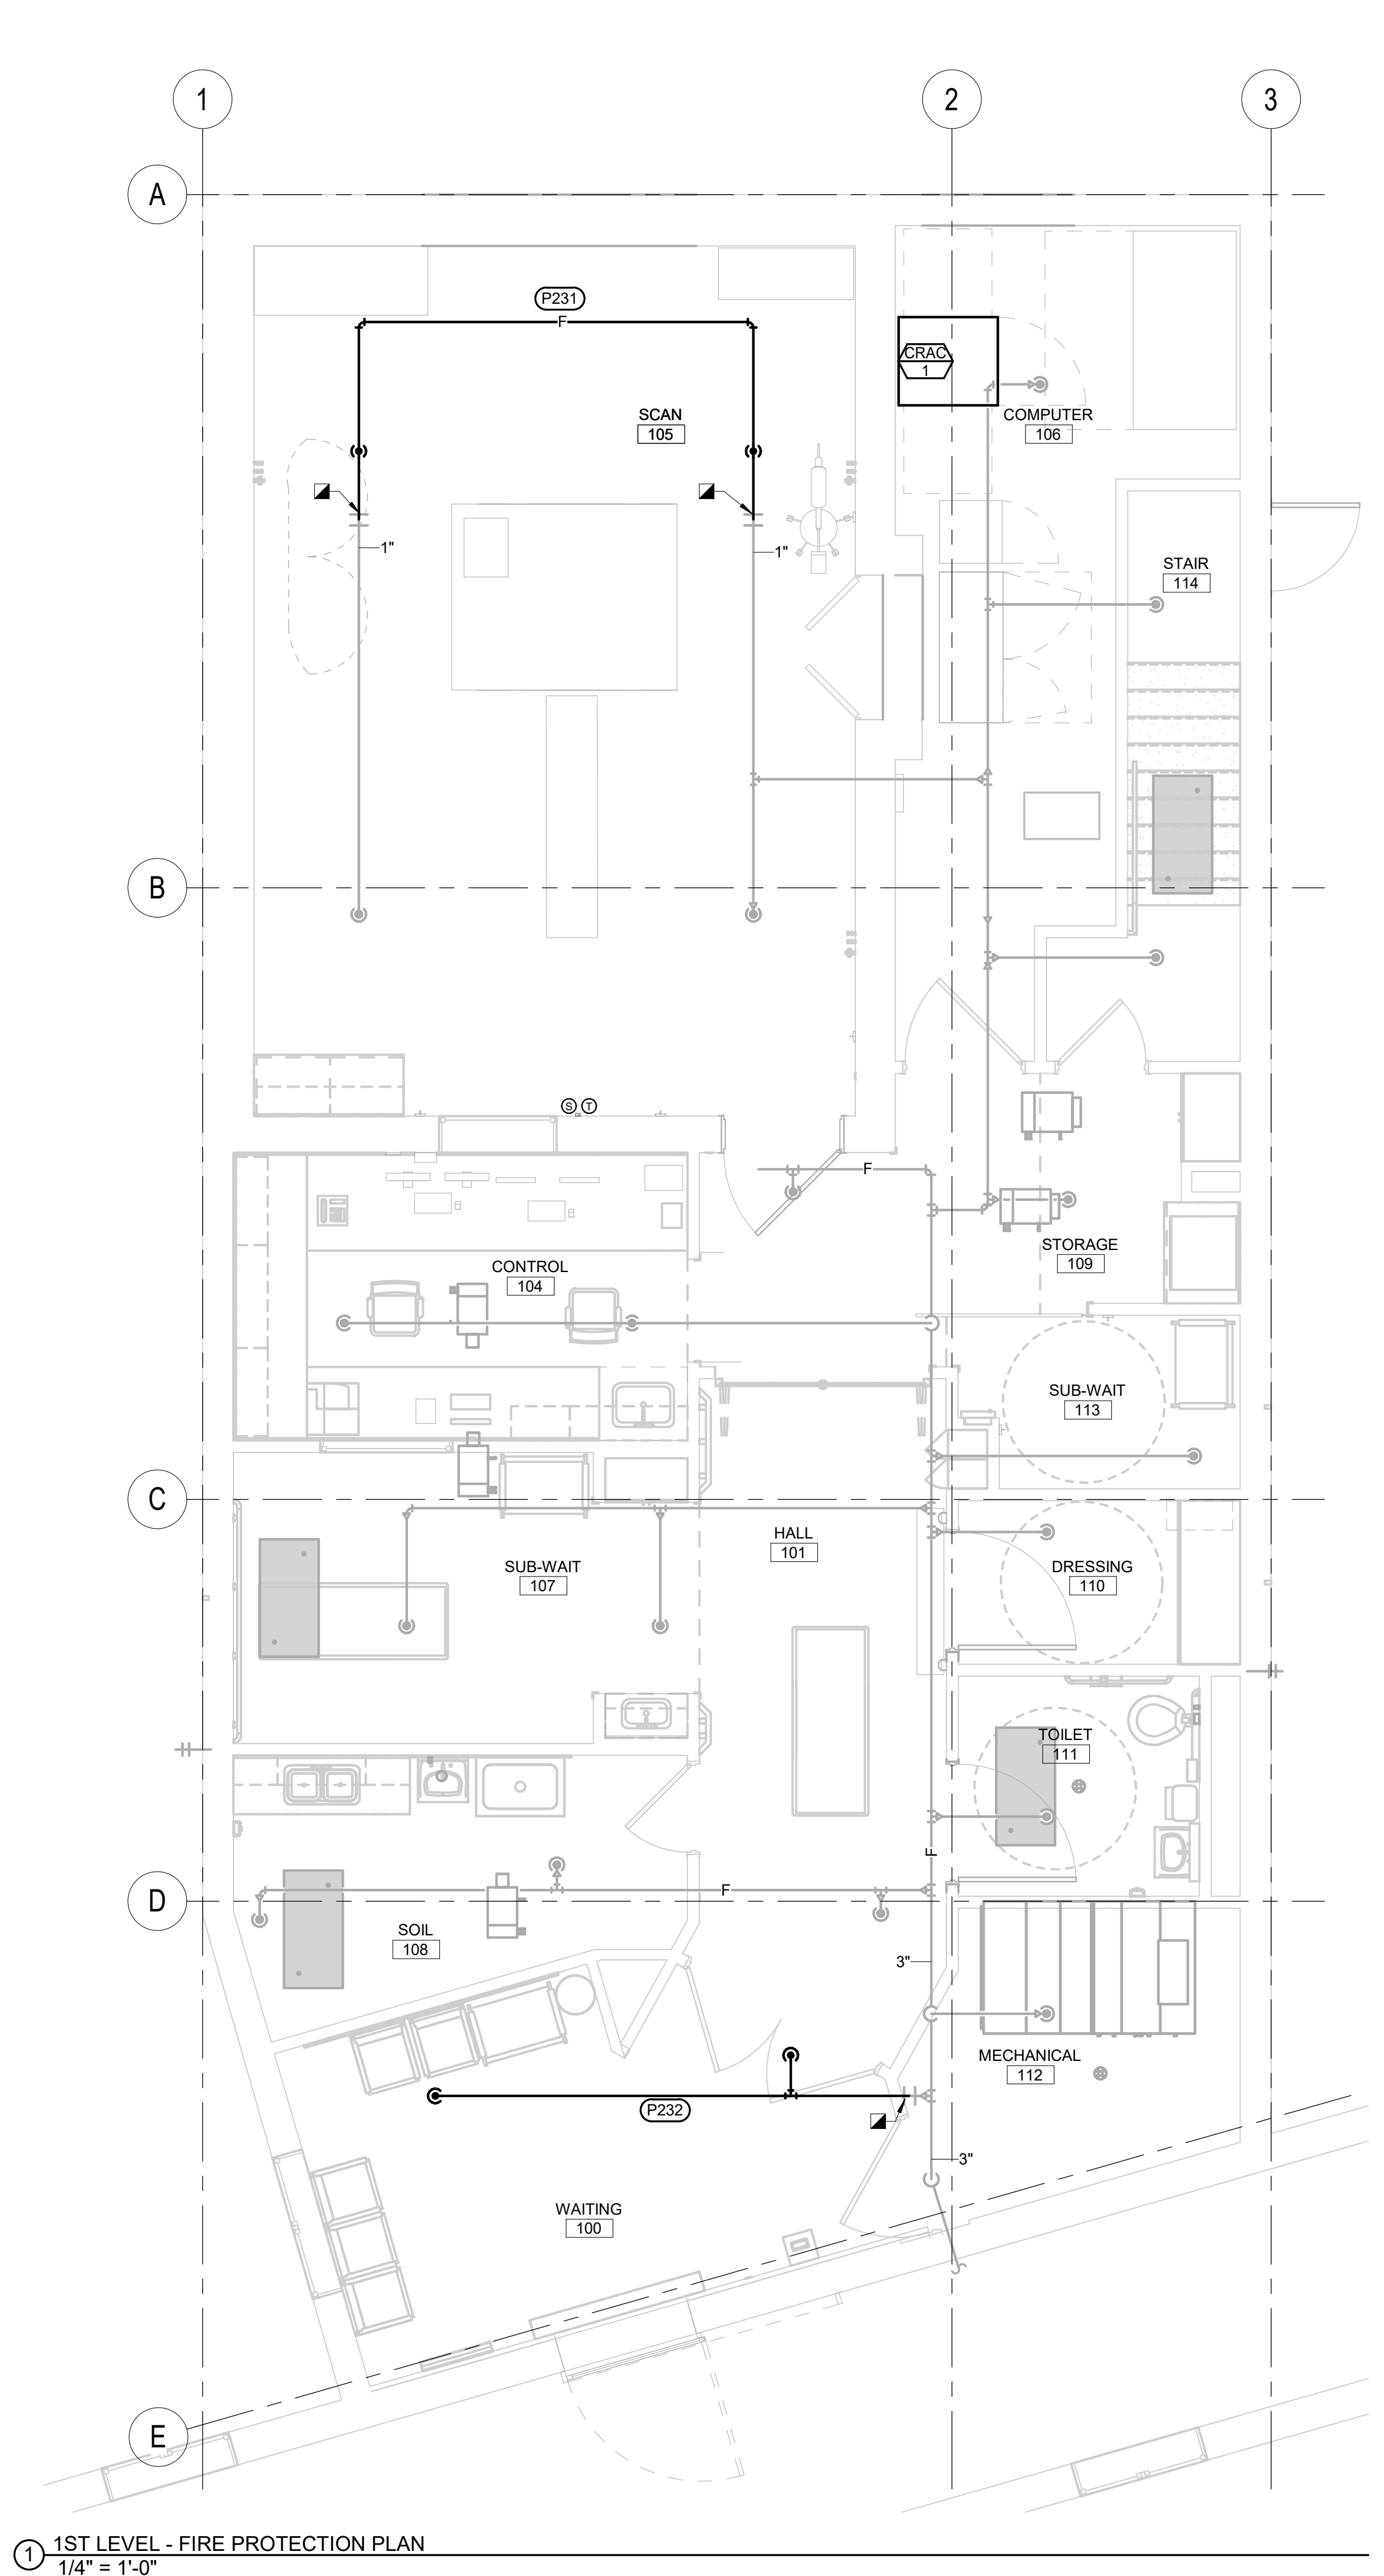 1
2
3
A
P231
F
CRAC
1
SCAN
105
COMPUTER
106
1"
1"
STAIR
114
B
S
T
O2
F
STORAGE
109
CONTROL
104
SUB-WAIT
113
C
HALL
101
SUB-WAIT
107
DRESSING
110
TOILET
111
F
F
D
SOIL
108
3"
MECHANICAL
112
P232
3"
WAITING
100
E
1
1ST LEVEL - FIRE PROTECTION PLAN
1/4" = 1'-0"